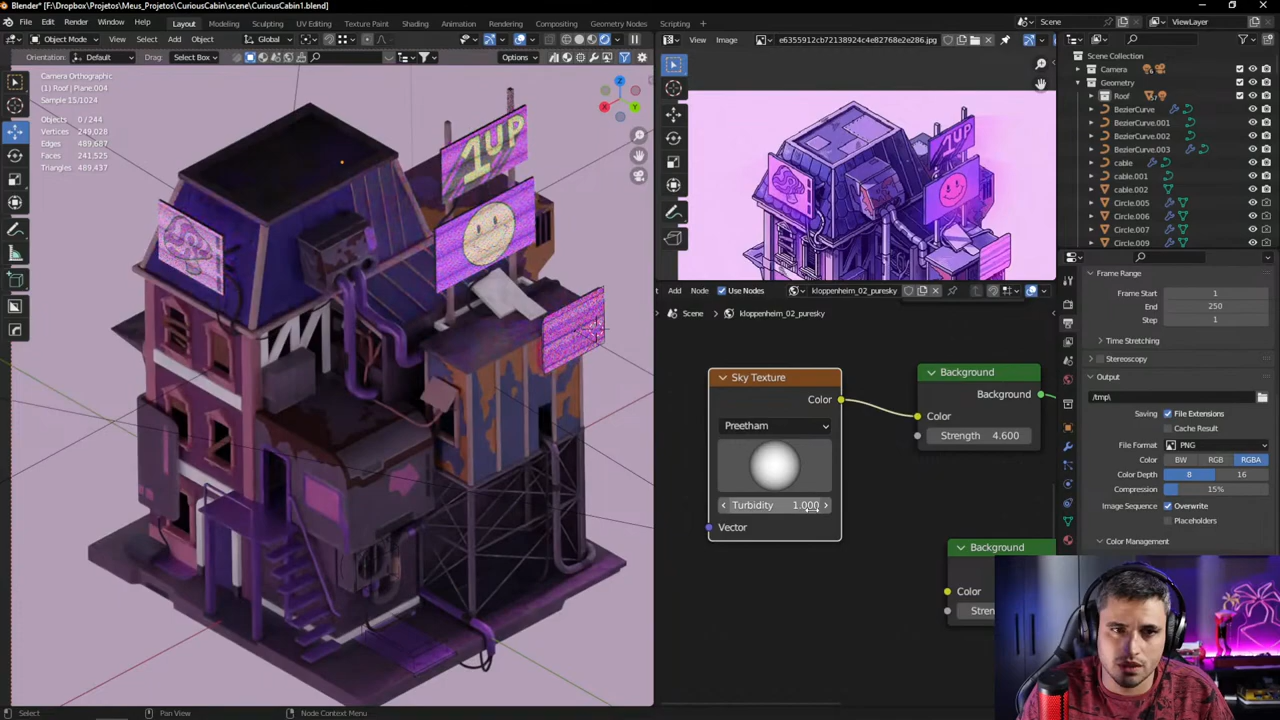 Blender* [F:\Dropbox\Projetos\Meus_Projetos\CuriousCabin\scene\CuriousCabin1.blend]
File Edit Render Window Help Layout Modeling Sculpting UV Editing Texture Paint Shading Animation Rendering Compositing Geometry Nodes Scripting Scene ViewLayer
Object Mode View Select Add Object Global View Image e6355912cb72138924c4e82768e2e286.jpg
Orientation: Default Drag: Select Box Options
Scene Collection
Camera Orthographic
(1) Roof | Plane.004
Sample 15/1024
Objects 0/244
Vertices 249,028
Edges 489,687
Faces 241,525
Triangles 489,437
1UP
1UP
Camera
Geometry
Roof
BezierCurve
BezierCurve.001
BezierCurve.002
BezierCurve.003
cable
cable.001
cable.002
Circle.005
Circle.006
Circle.007
Circle.009
Add Node Use Nodes kloppenheim_02_puresky
Scene kloppenheim_02_puresky
Sky Texture
Color
Preetham
Turbidity 1.000
Vector
Background
Background
Color
Strength 4.600
Background
Color
Frame Range
Frame Start 1
End 250
Step 1
Time Stretching
Stereoscopy
Output
/tmp\
Saving File Extensions
Cache Result
File Format PNG
Color BW RGB RGBA
Color Depth 8 16
Compression 15%
Image Sequence Overwrite
Placeholders
Color Management
Select Pan View Node Context Menu